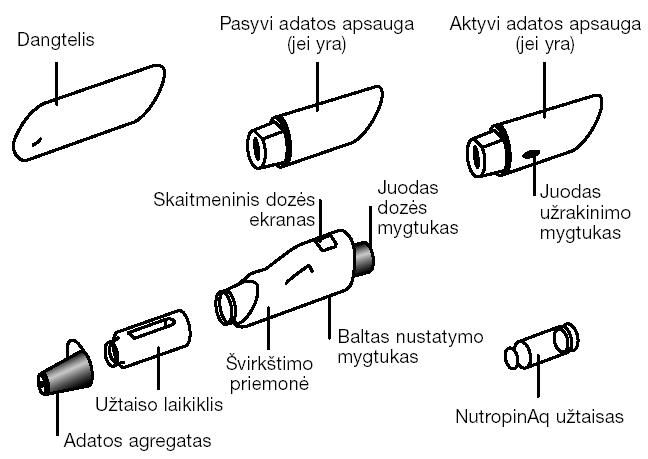 Dangtelis
Pasyvi adatos apsauga
(jei yra)
Aktyvi adatos apsauga
(jei yra)
Skaitmeninis dozės
ekranas
Juodas
dozės
mygtukas
Juodas
užrakinimo
mygtukas
Baltas nustatymo
mygtukas
Švirkštimo
priemonė
Užtaiso laikiklis
Adatos agregatas
NutropinAq užtaisas